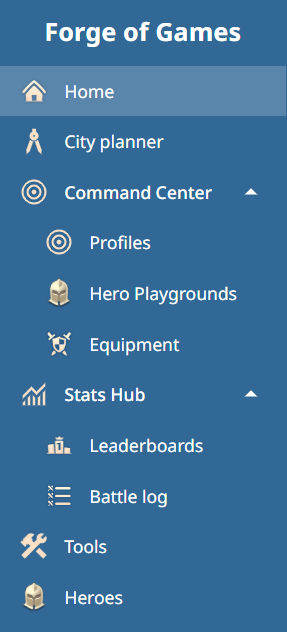 Forge of Games
Home
City planner
Command Center
Profiles
Hero Playgrounds
Equipment
Stats Hub
Leaderboards
Battle log
Tools
Heroes